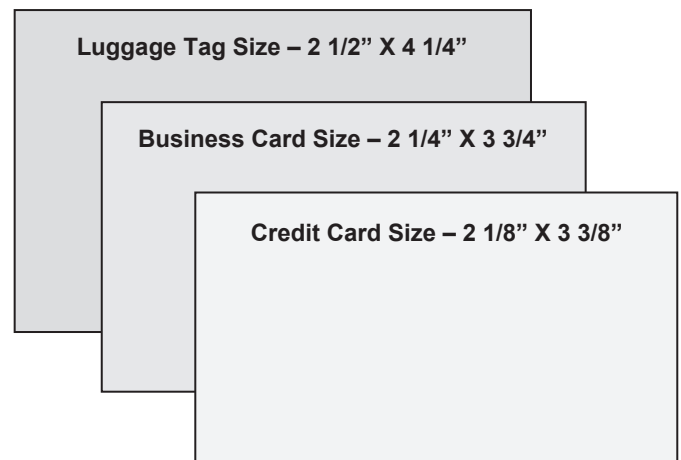 Luggage Tag Size – 2 1/2” X 4 1/4”
Business Card Size – 2 1/4” X 3 3/4”
Credit Card Size – 2 1/8” X 3 3/8”